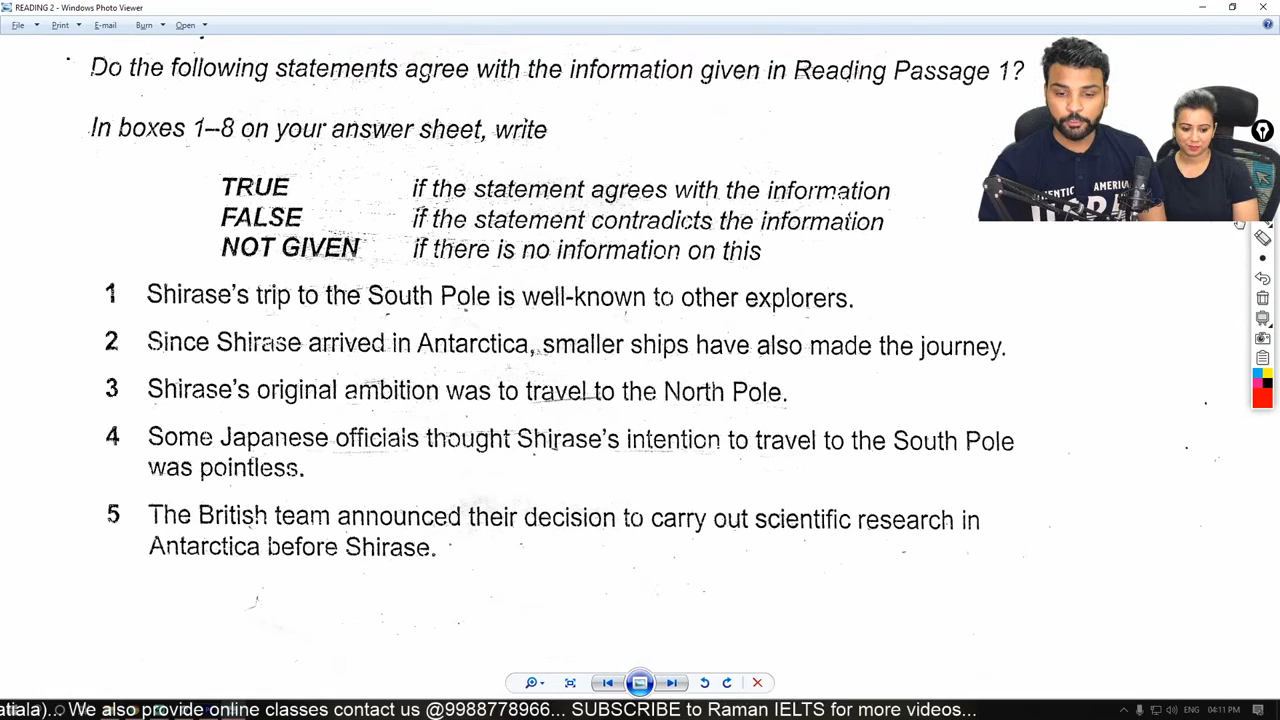 READING 2 - Windows Photo Viewer
File Print E-mail Burn Open
Do the following statements agree with the information given in Reading Passage 1?
In boxes 1–8 on your answer sheet, write
TRUE if the statement agrees with the information
FALSE if the statement contradicts the information
NOT GIVEN if there is no information on this
1 Shirase's trip to the South Pole is well-known to other explorers.
2 Since Shirase arrived in Antarctica, smaller ships have also made the journey.
3 Shirase's original ambition was to travel to the North Pole.
4 Some Japanese officials thought Shirase's intention to travel to the South Pole
was pointless.
5 The British team announced their decision to carry out scientific research in
Antarctica before Shirase.
ENG 04:11 PM
atiala)... We also provide online classes contact us @9988778966... SUBSCRIBE to Raman IELTS for more videos...